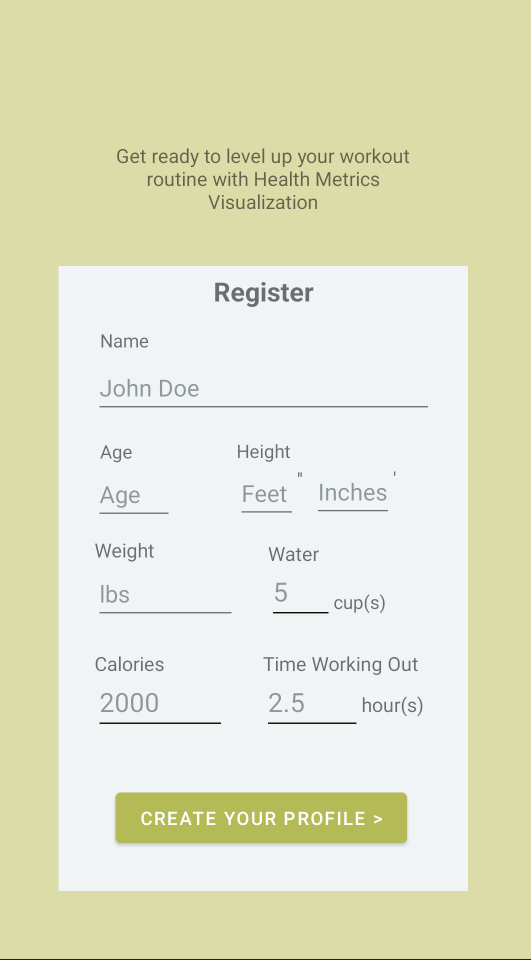 Get ready to level up your workout
routine with Health Metrics
Visualization
Register
Name
John Doe
Age Height
Age Feet " Inches '
Weight Water
lbs 5 cup(s)
Calories Time Working Out
2000 2.5 hour(s)
CREATE YOUR PROFILE >